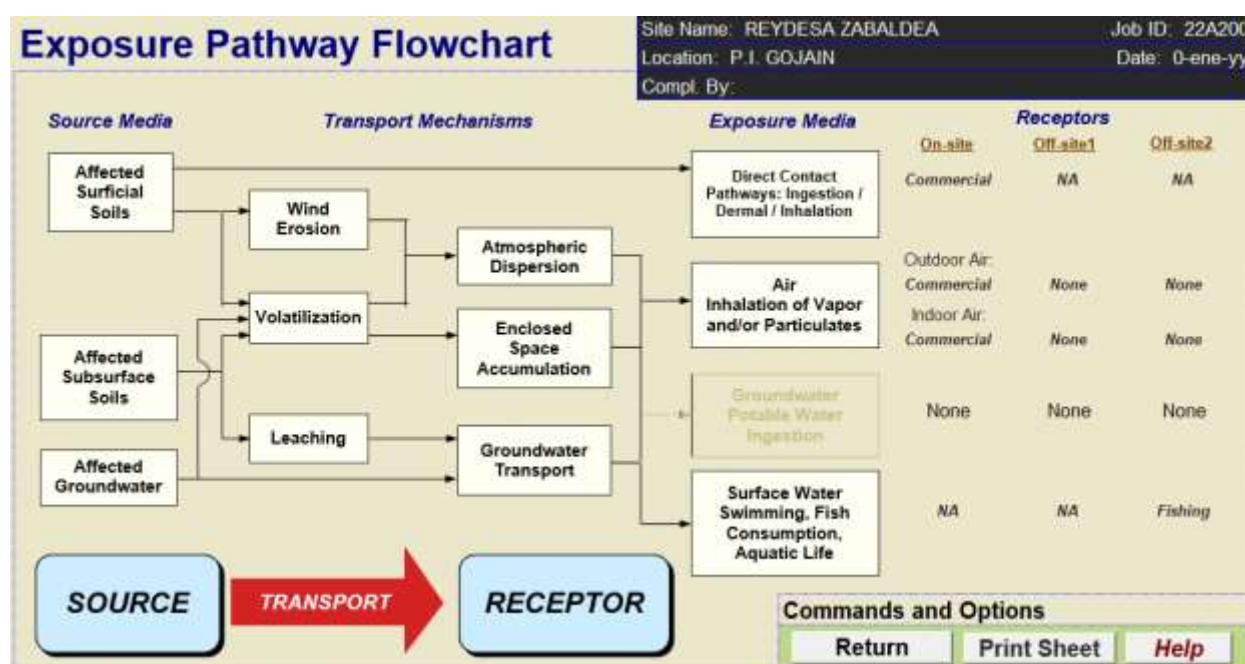 Exposure Pathway Flowchart
Site Name: REYDESA ZABALDEA
Job ID: 22A200
Location: P.I. GOJAIN
Date: 0-ene-yy
Compl. By:
Source Media
Transport Mechanisms
Exposure Media
Receptors
On-site
Off-site1
Off-site2
Affected
Surficial
Soils
Wind
Erosion
Atmospheric
Dispersion
Direct Contact
Pathways: Ingestion /
Dermal / Inhalation
Commercial
NA
NA
Volatilization
Enclosed
Space
Accumulation
Air
Inhalation of Vapor
and/or Particulates
Outdoor Air:
Commercial
None
None
Indoor Air:
Commercial
None
None
Affected
Subsurface
Soils
Leaching
Groundwater
Transport
Groundwater
Potable Water
Ingestion
None
None
None
Affected
Groundwater
Surface Water
Swimming, Fish
Consumption,
Aquatic Life
NA
NA
Fishing
SOURCE
TRANSPORT
RECEPTOR
Commands and Options
Return
Print Sheet
Help